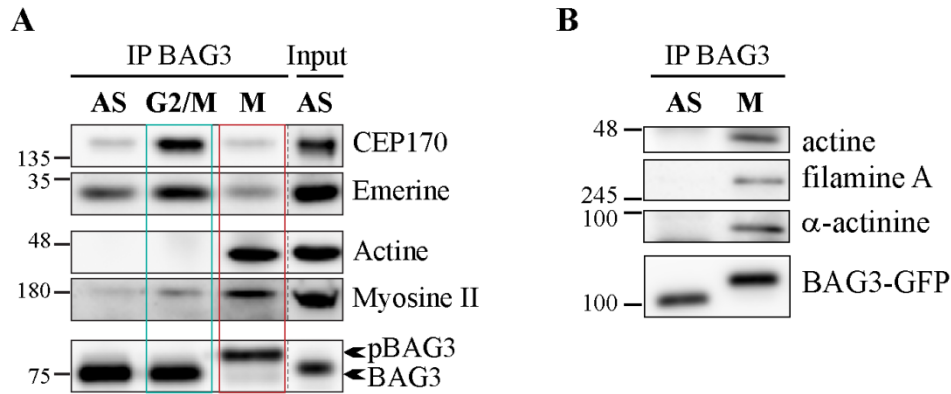 A
IP BAG3 Input
AS G2/M M AS
135 CEP170
35 Emerine
48 Actine
180 Myosine II
pBAG3
75 BAG3
B
IP BAG3
AS M
48 actine
245 filamine A
100 α-actinine
100 BAG3-GFP